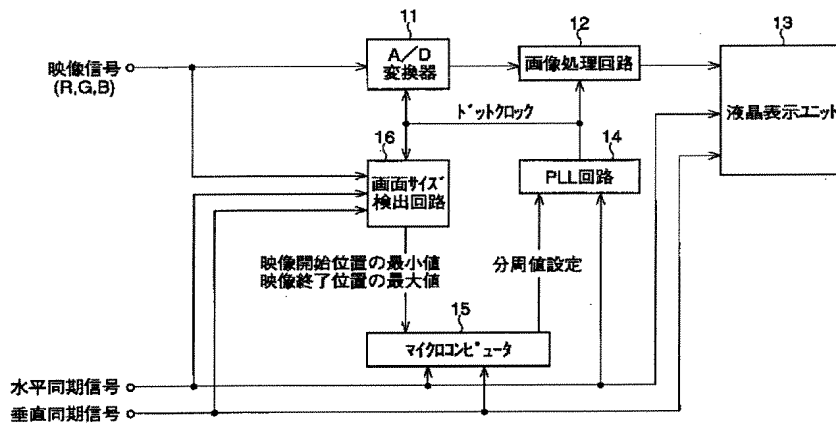 11
12
13
映像信号
(R,G,B)
A／D
変換器
画像処理回路
液晶表示ユニット
ドットクロック
16
14
画面サイズ
検出回路
PLL回路
映像開始位置の最小値
映像終了位置の最大値
分周値設定
15
マイクロコンピュータ
水平同期信号
垂直同期信号